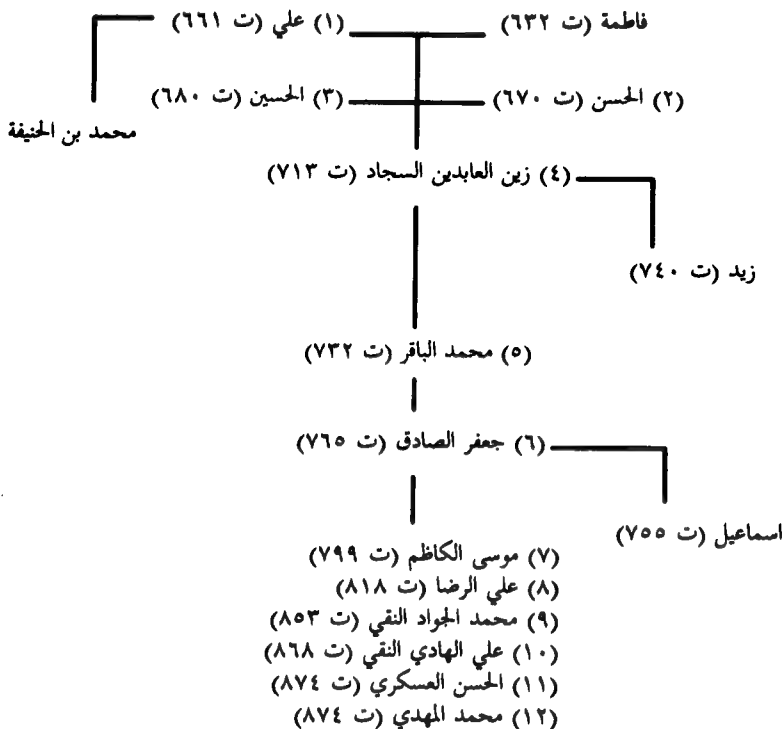 (١) علي (ت ٦٦١) فاطمة (ت ٦٣٢)
(٢) الحسن (ت ٦٧٠) (٣) الحسين (ت ٦٨٠)
محمد بن الحنيفة
(٤) زين العابدين السجاد (ت ٧١٣)
زيد (ت ٧٤٠)
(٥) محمد الباقر (ت ٧٣٢)
(٦) جعفر الصادق (ت ٧٦٥)
اسماعيل (ت ٧٥٥)
(٧) موسى الكاظم (ت ٧٩٩)
(٨) علي الرضا (ت ٨١٨)
(٩) محمد الجواد النقي (ت ٨٥٣)
(١٠) علي الهادي النقي (ت ٨٦٨)
(١١) الحسن العسكري (ت ٨٧٤)
(١٢) محمد المهدي (ت ٨٧٤)